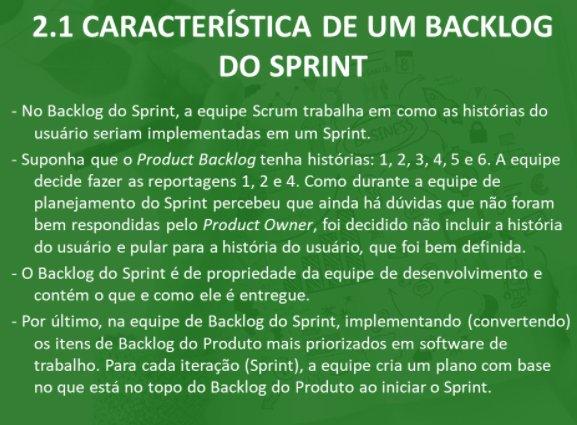 2.1 CARACTERÍSTICA DE UM BACKLOG
DO SPRINT
- No Backlog do Sprint, a equipe Scrum trabalha em como as histórias do
usuário seriam implementadas em um Sprint.
- Suponha que o Product Backlog tenha histórias: 1, 2, 3, 4, 5 e 6. A equipe
decide fazer as reportagens 1, 2 e 4. Como durante a equipe de
planejamento do Sprint percebeu que ainda há dúvidas que não foram
bem respondidas pelo Product Owner, foi decidido não incluir a história
do usuário e pular para a história do usuário, que foi bem definida.
- O Backlog do Sprint é de propriedade da equipe de desenvolvimento e
contém o que e como ele é entregue.
- Por último, na equipe de Backlog do Sprint, implementando (convertendo)
os itens de Backlog do Produto mais priorizados em software de
trabalho. Para cada iteração (Sprint), a equipe cria um plano com base
no que está no topo do Backlog do Produto ao iniciar o Sprint.